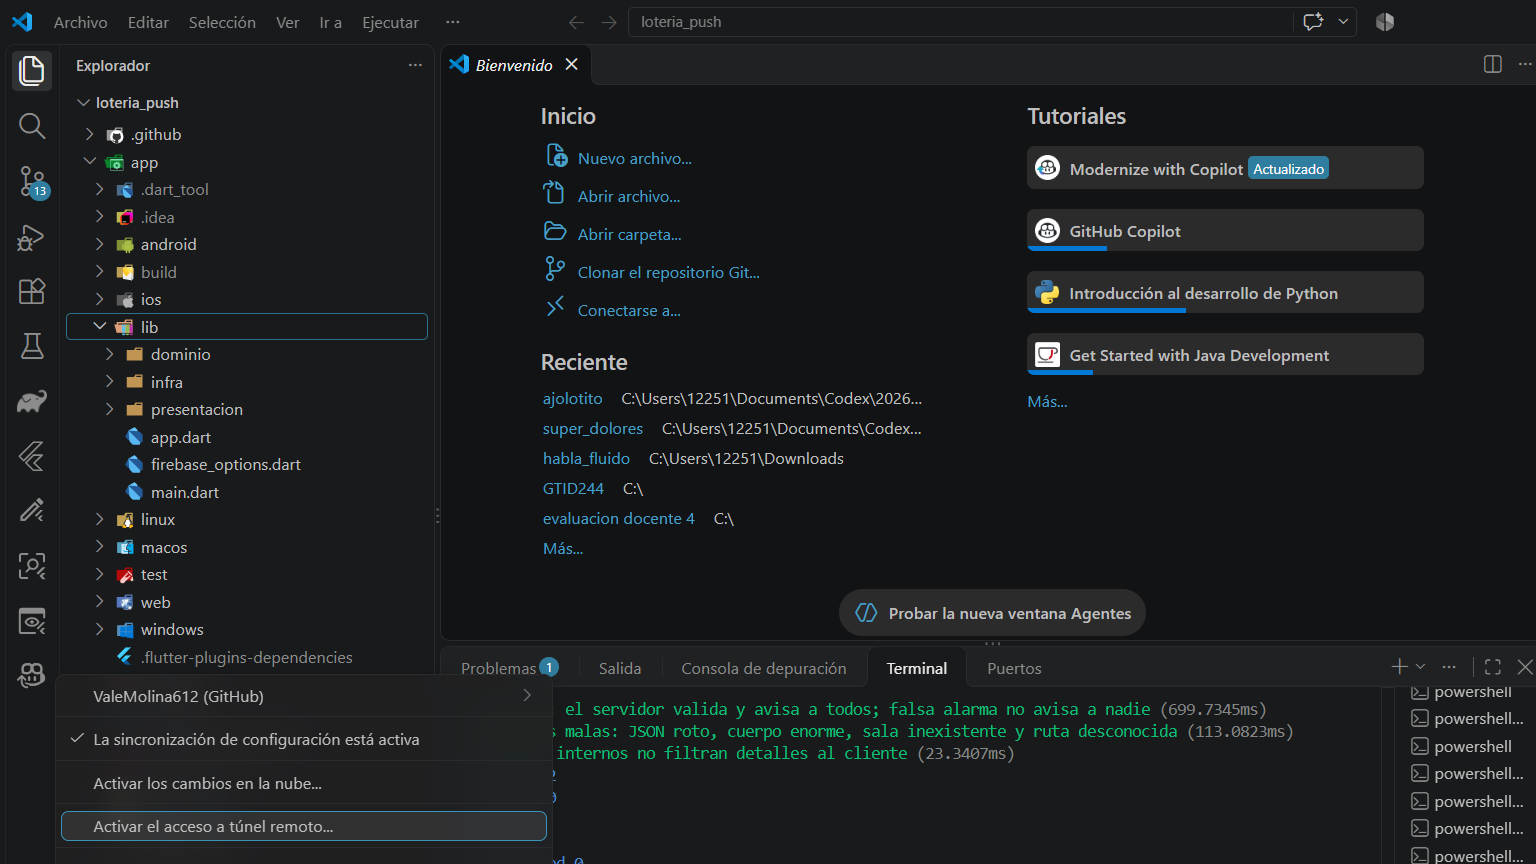 Archivo Editar Selección Ver Ir a Ejecutar ···
loteria_push
Explorador
loteria_push
.github
app
.dart_tool
.idea
android
build
ios
lib
dominio
infra
presentacion
app.dart
firebase_options.dart
main.dart
linux
macos
test
web
windows
.flutter-plugins-dependencies
13
Bienvenido
Inicio
Nuevo archivo...
Abrir archivo...
Abrir carpeta...
Clonar el repositorio Git...
Conectarse a...
Reciente
ajolotito C:\Users\12251\Documents\Codex\2026...
super_dolores C:\Users\12251\Documents\Codex...
habla_fluido C:\Users\12251\Downloads
GTID244 C:\
evaluacion docente 4 C:\
Más...
Tutoriales
Modernize with Copilot Actualizado
GitHub Copilot
Introducción al desarrollo de Python
Get Started with Java Development
Más...
Probar la nueva ventana Agentes
Problemas 1 Salida Consola de depuración Terminal Puertos
el servidor valida y avisa a todos; falsa alarma no avisa a nadie (699.7345ms)
malas: JSON roto, cuerpo enorme, sala inexistente y ruta desconocida (113.0823ms)
internos no filtran detalles al cliente (23.3407ms)
powershell
powershell...
powershell
powershell...
powershell...
powershell...
powershell...
ValeMolina612 (GitHub)
La sincronización de configuración está activa
Activar los cambios en la nube...
Activar el acceso a túnel remoto...